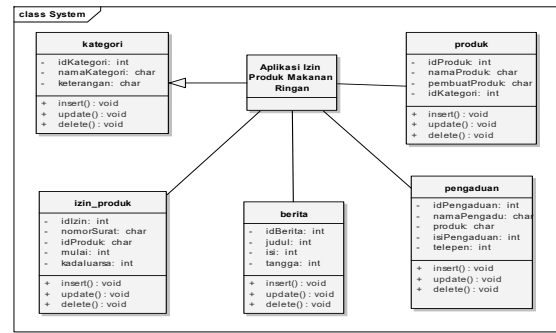 class System
kategori
- idKategori: int
- namaKategori: char
- keterangan: char
+ insert() : void
+ update() : void
+ delete() : void
Aplikasi Izin
Produk Makanan
Ringan
produk
- idProduk: int
- namaProduk: char
- pembuatProduk: char
- idKategori: int
+ insert() : void
+ update() : void
+ delete() : void
izin_produk
- idIzin: int
- nomorSurat: char
- idProduk: char
- mulai: int
- kadaluarsa: int
+ insert() : void
+ update() : void
+ delete() : void
berita
- idBerita: int
- judul: int
- isi: int
- tangga: int
+ insert() : void
+ update() : void
+ delete() : void
pengaduan
- idPengaduan: int
- namaPengadu: char
- produk: char
- isiPengaduan: int
- telepen: int
+ insert() : void
+ update() : void
+ delete() : void